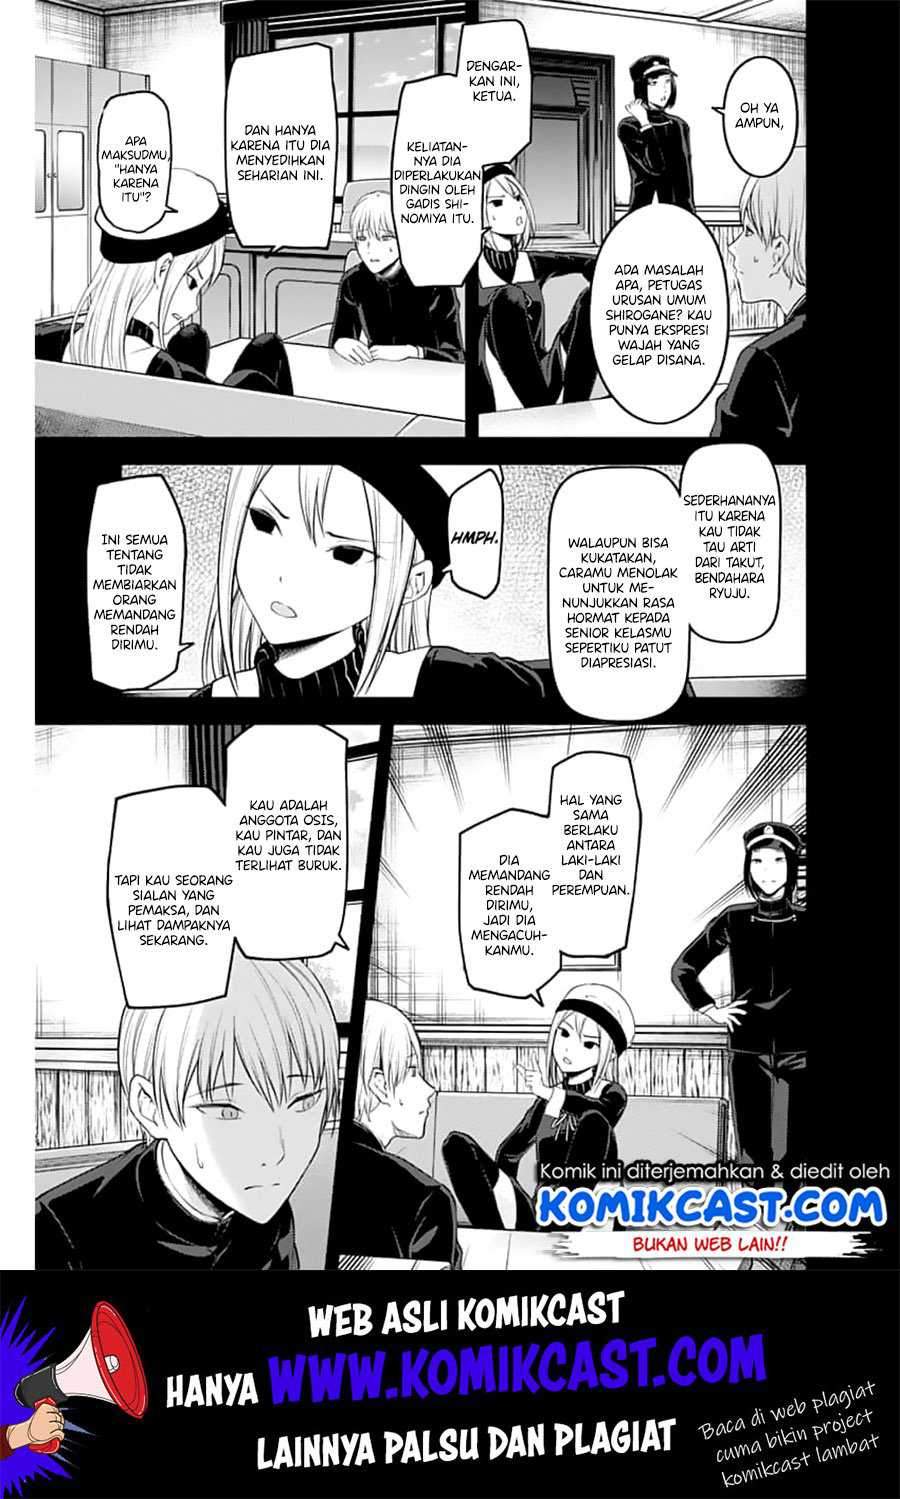 OH YA
AMPUN,
ADA MASALAH
APA, PETUGAS
URUSAN UMUM
SHIROGANE? KAU
PUNYA EKSPRESI
WAJAH YANG
GELAP DISANA.
DENGAR-
KAN INI,
KETUA.
KELIATAN-
NYA DIA
DIPERLAKUKAN
DINGIN OLEH
GADIS SHI-
NOMIYA ITU.
DAN HANYA
KARENA ITU DIA
MENYEDIHKAN
SEHARIAN INI.
APA
MAKSUDMU,
"HANYA
KARENA
ITU"?
SEDERHANANYA
ITU KARENA
KAU TIDAK
TAU ARTI
DARI TAKUT,
BENDAHARA
RYUJU.
WALAUPUN BISA
KUKATAKAN,
CARAMU MENOLAK
UNTUK ME-
NUNJUKKAN RASA
HORMAT KEPADA
SENIOR KELASMU
SEPERTIKU PATUT
DIAPRESIASI.
HMPH.
INI SEMUA
TENTANG
TIDAK
MEMBIARKAN
ORANG
MEMANDANG
RENDAH
DIRIMU.
HAL YANG
SAMA
BERLAKU
ANTARA
LAKI-LAKI
DAN
PEREMPUAN.
DIA
MEMANDANG
RENDAH
DIRIMU,
JADI DIA
MENGACUH-
KANMU.
KAU ADALAH
ANGGOTA OSIS,
KAU PINTAR, DAN
KAU JUGA TIDAK
TERLIHAT BURUK.
TAPI KAU SEORANG
SIALAN YANG
PEMAKSA, DAN
LIHAT DAMPAKNYA
SEKARANG.
Komik ini diterjemahkan & diedit oleh
KOMIKCAST.COM
BUKAN WEB LAIN!!
WEB ASLI KOMIKCAST
HANYA WWW.KOMIKCAST.COM
LAINNYA PALSU DAN PLAGIAT
Baca di web plagiat
cuma bikin project
komikcast lambat